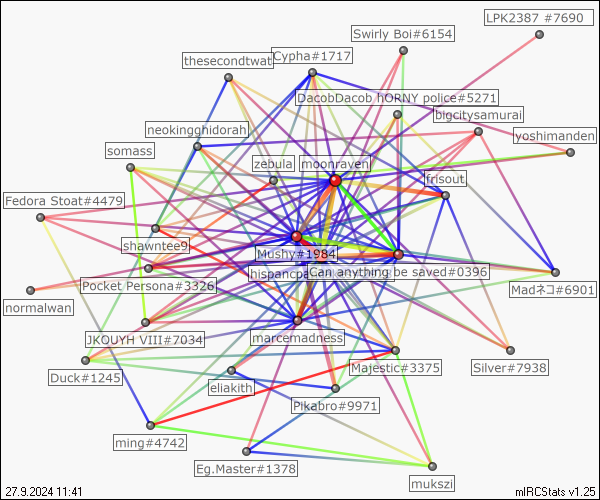 LPK2387 #7690
Swirly Boi#6154
thesecondtwat
Cypha#1717
DacobDacob hORNY police#5271
bigcitysamurai
neokingghidorah
yoshimanden
somass
zebula
moonraven
frisout
Fedora Stoat#4479
shawntee9
Mushy#1984
hispancpa
Can anything be saved#0396
Pocket Persona#3326
Madネコ#6901
normalwan
JKOUYH VIII#7034
marcemadness
Majestic#3375
Silver#7938
Duck#1245
eliakith
Pikabro#9971
ming#4742
Eg.Master#1378
mukszi
27.9.2024 11:41
mIRCStats v1.25